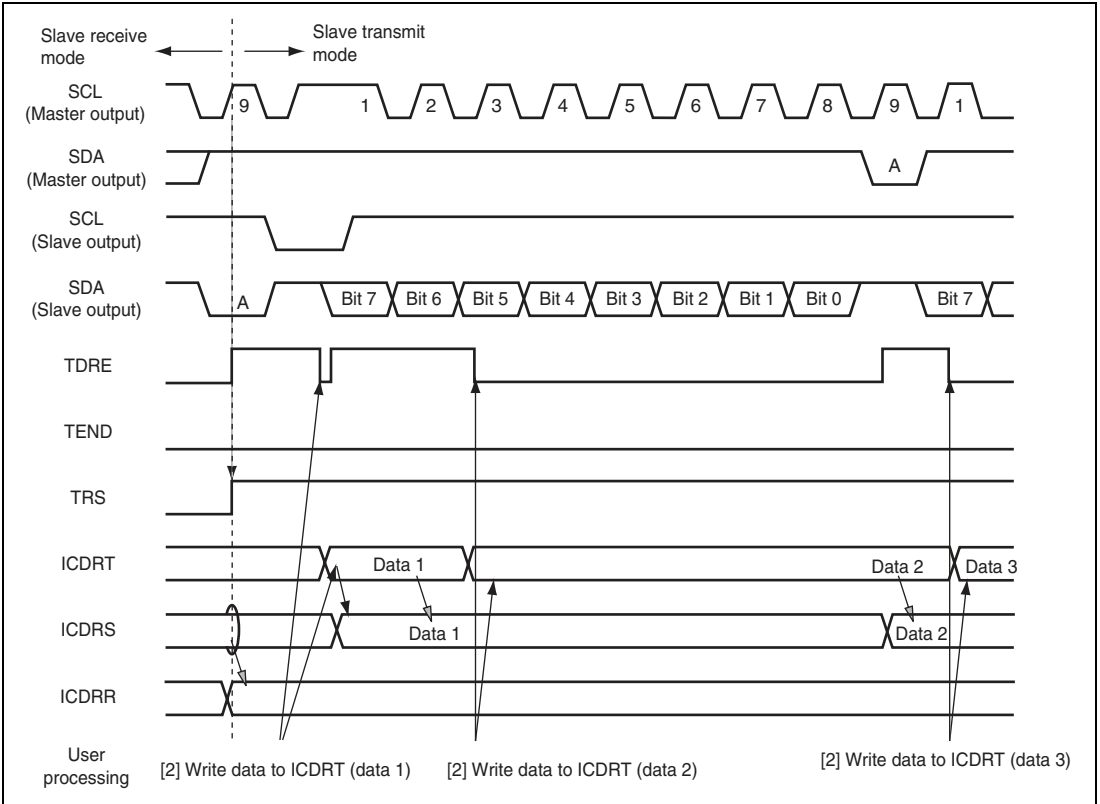 Slave receive
mode
Slave transmit
mode
SCL
(Master output)
9 1 2 3 4 5 6 7 8 9 1
SDA
(Master output)
A
SCL
(Slave output)
SDA
(Slave output)
A Bit 7 Bit 6 Bit 5 Bit 4 Bit 3 Bit 2 Bit 1 Bit 0 Bit 7
TDRE
TEND
TRS
ICDRT
Data 1 Data 2 Data 3
ICDRS
Data 1 Data 2
ICDRR
User
processing
[2] Write data to ICDRT (data 1) [2] Write data to ICDRT (data 2) [2] Write data to ICDRT (data 3)